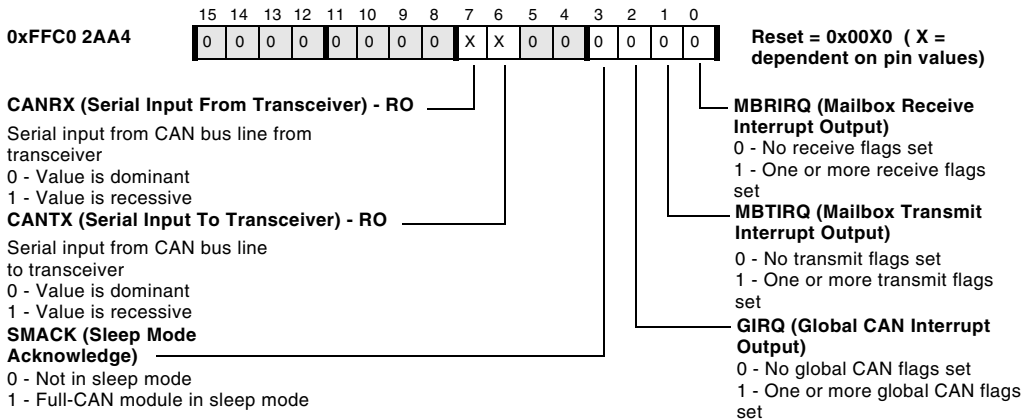 15 14 13 12 11 10 9 8 7 6 5 4 3 2 1 0
0xFFC0 2AA4
0 0 0 0 0 0 0 0 X X 0 0 0 0 0 0
Reset = 0x00X0 ( X =
dependent on pin values)
CANRX (Serial Input From Transceiver) - RO
Serial input from CAN bus line from
transceiver
0 - Value is dominant
1 - Value is recessive
CANTX (Serial Input To Transceiver) - RO
Serial input from CAN bus line
to transceiver
0 - Value is dominant
1 - Value is recessive
SMACK (Sleep Mode
Acknowledge)
0 - Not in sleep mode
1 - Full-CAN module in sleep mode
MBRIRQ (Mailbox Receive
Interrupt Output)
0 - No receive flags set
1 - One or more receive flags
set
MBTIRQ (Mailbox Transmit
Interrupt Output)
0 - No transmit flags set
1 - One or more transmit flags
set
GIRQ (Global CAN Interrupt
Output)
0 - No global CAN flags set
1 - One or more global CAN flags
set